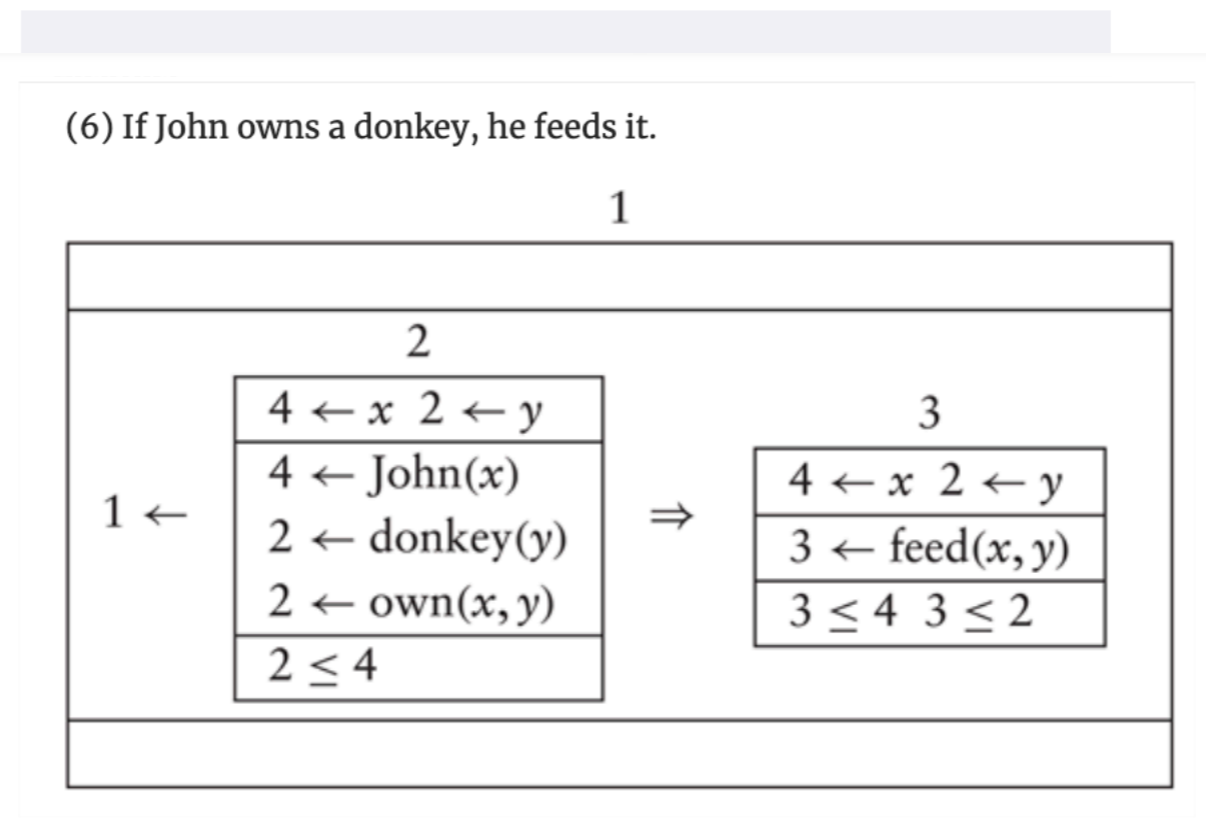 (6) If John owns a donkey, he feeds it.
1
2
4 ← x 2 ← y
4 ← John(x)
2 ← donkey(y)
2 ← own(x, y)
2 ≤ 4
1 ←
⇒
3
4 ← x 2 ← y
3 ← feed(x, y)
3 ≤ 4 3 ≤ 2